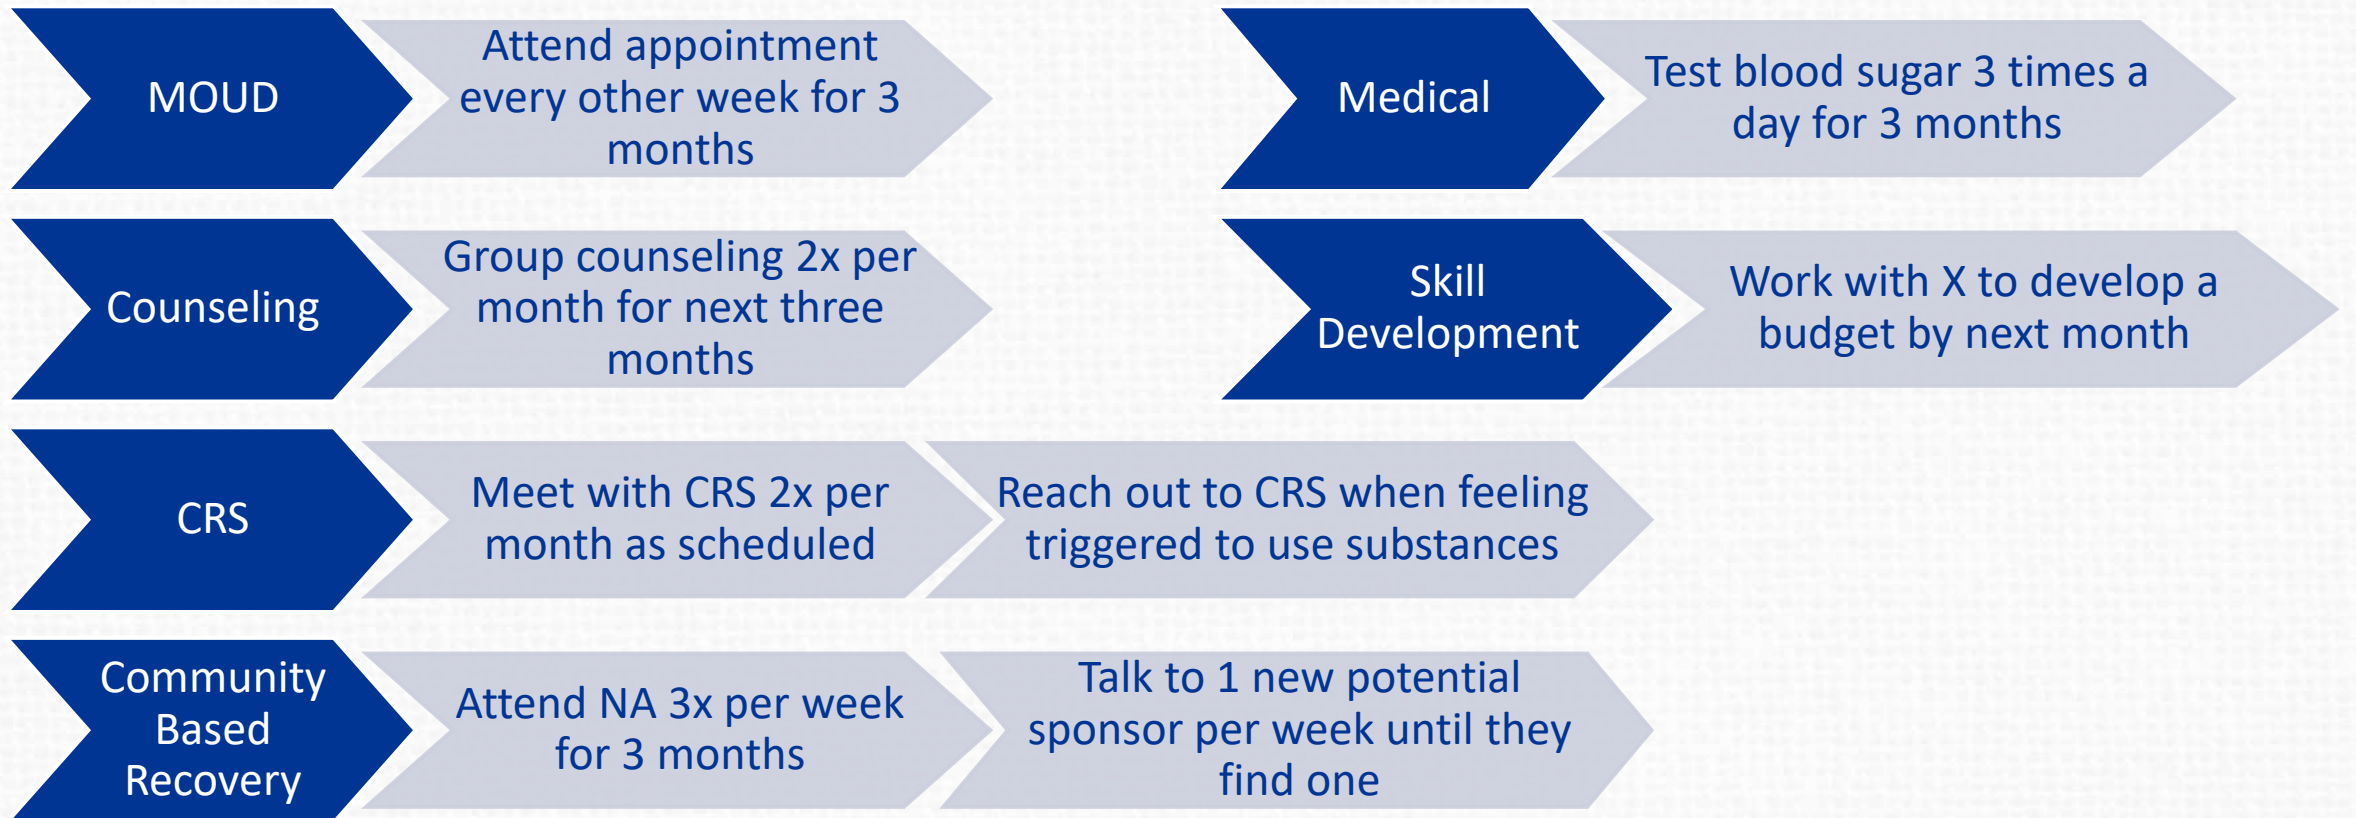 MOUD
Attend appointment
every other week for 3
months
Medical
Test blood sugar 3 times a
day for 3 months
Counseling
Group counseling 2x per
month for next three
months
Skill
Development
Work with X to develop a
budget by next month
CRS
Meet with CRS 2x per
month as scheduled
Reach out to CRS when feeling
triggered to use substances
Community
Based
Recovery
Attend NA 3x per week
for 3 months
Talk to 1 new potential
sponsor per week until they
find one